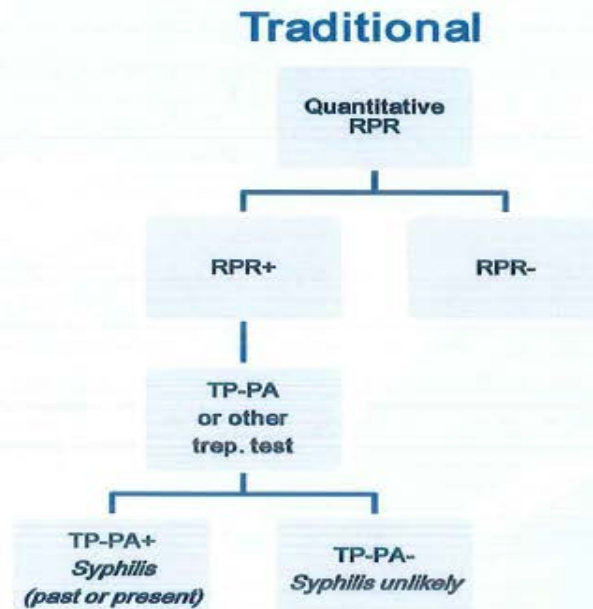 Traditional
Quantitative
RPR
RPR+
RPR-
TP-PA
or other
trep. test
TP-PA+
Syphilis
(past or present)
TP-PA-
Syphilis unlikely